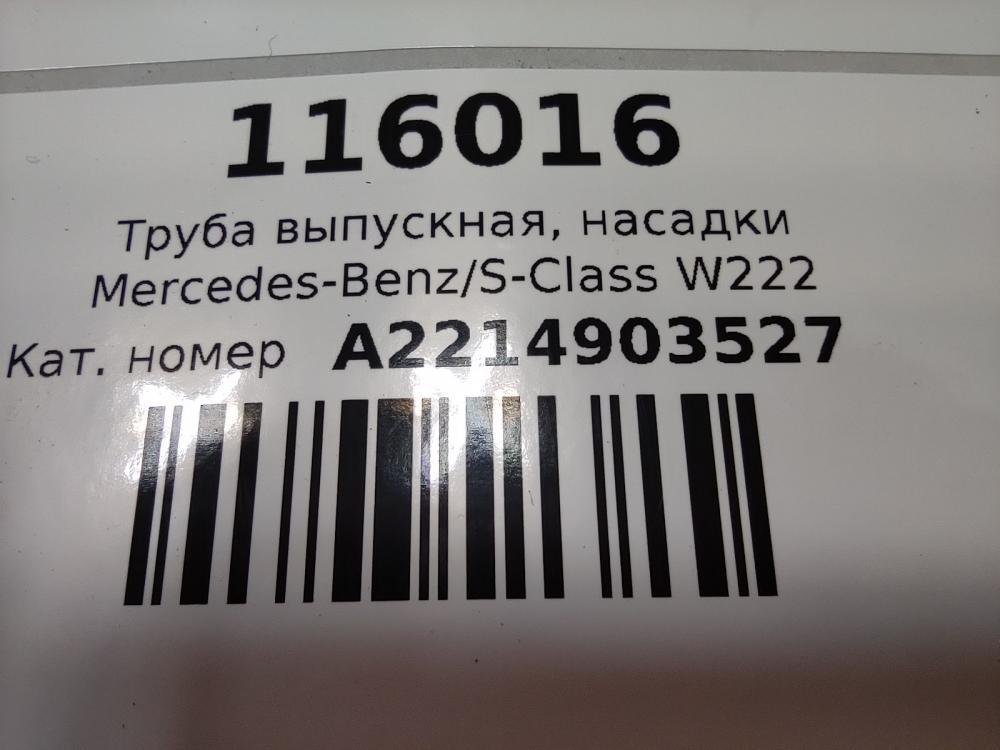 116016
Труба выпускная, насадки
Mercedes-Benz/S-Class W222
Кат. номер A2214903527